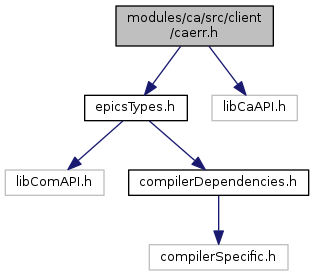 modules/ca/src/client
/caerr.h
epicsTypes.h
libCaAPI.h
libComAPI.h
compilerDependencies.h
compilerSpecific.h